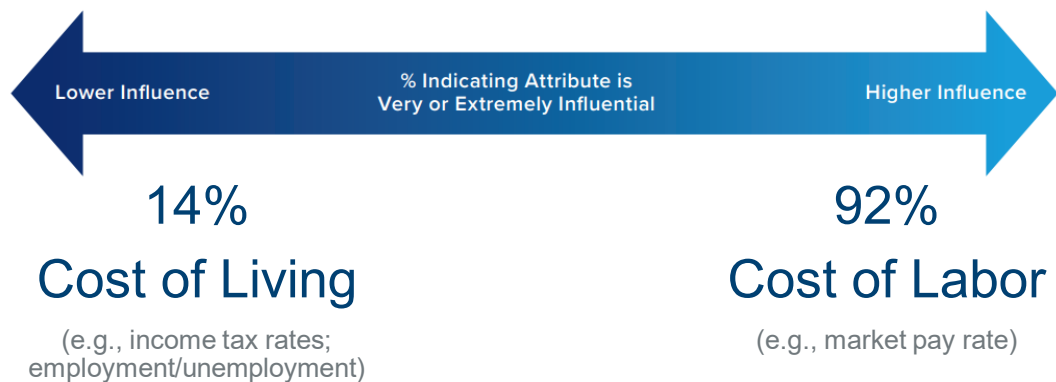 Lower Influence
% Indicating Attribute is
Very or Extremely Influential
Higher Influence
14%
Cost of Living
(e.g., income tax rates;
employment/unemployment)
92%
Cost of Labor
(e.g., market pay rate)